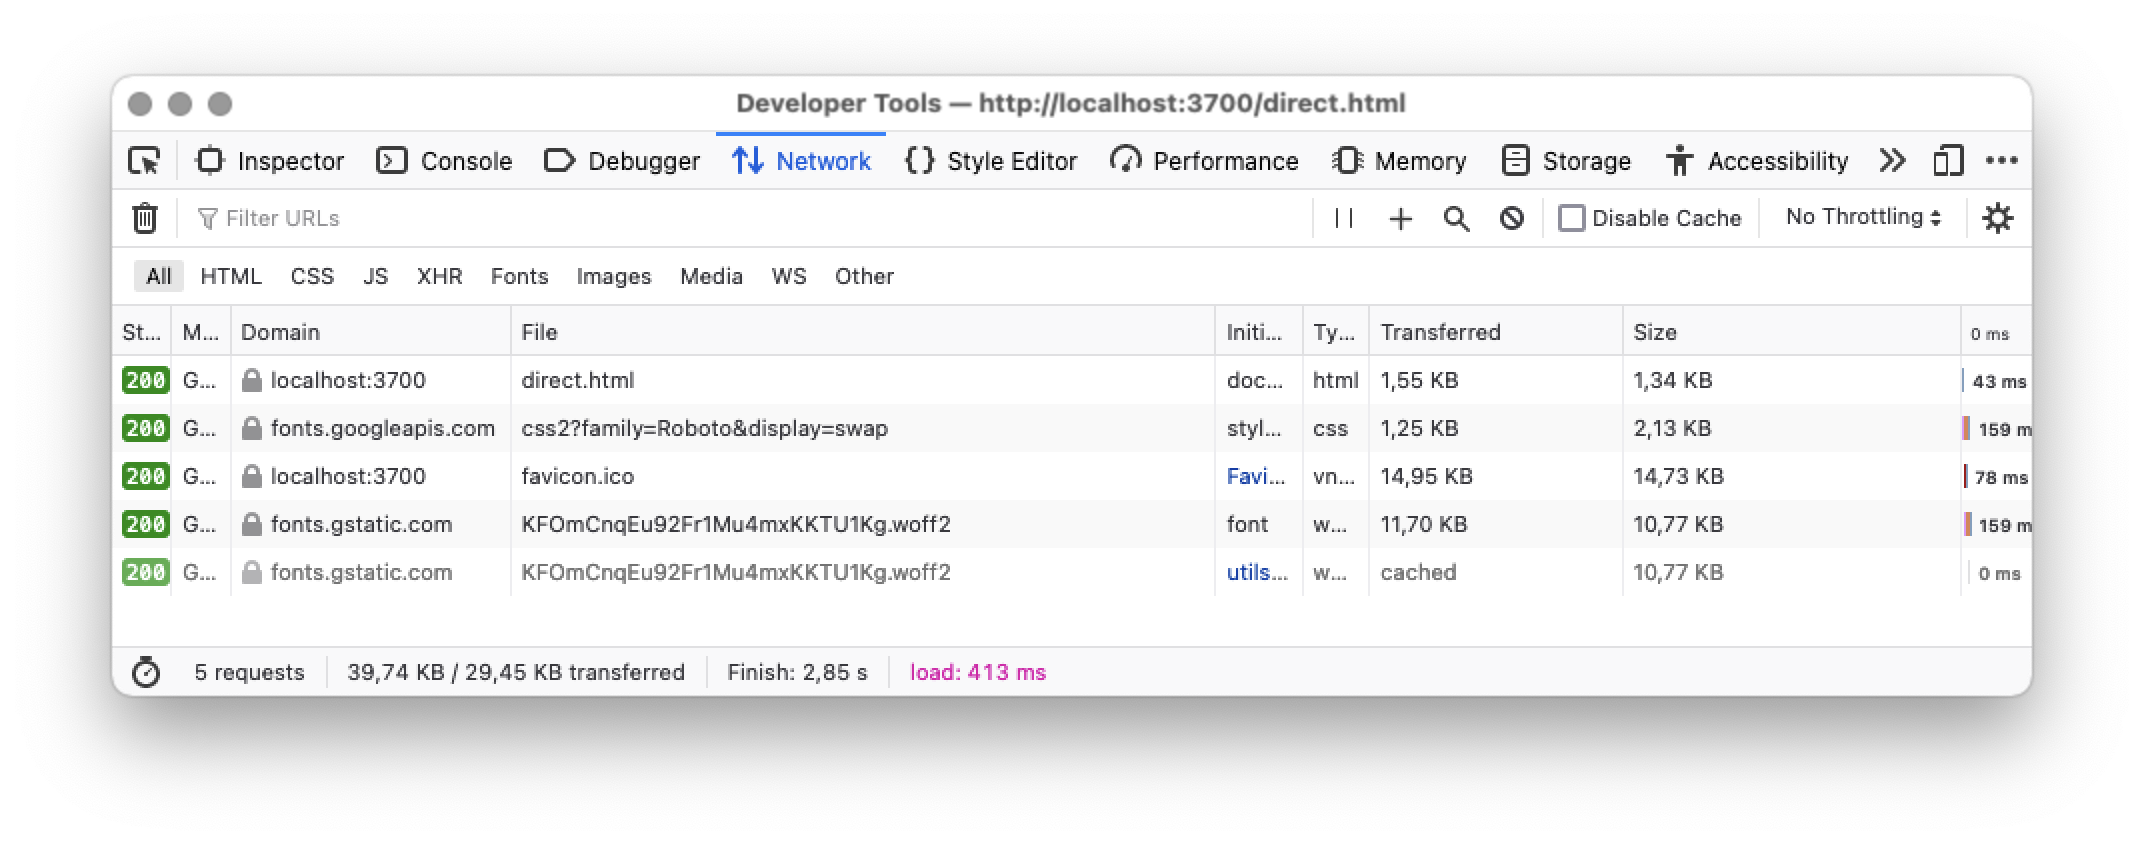 Developer Tools — http://localhost:3700/direct.html
Inspector Console Debugger Network Style Editor Performance Memory Storage Accessibility
Filter URLs Disable Cache No Throttling
All HTML CSS JS XHR Fonts Images Media WS Other
St... M... Domain File Initi... Ty... Transferred Size 0 ms
200 G... localhost:3700 direct.html doc... html 1,55 KB 1,34 KB 43 ms
200 G... fonts.googleapis.com css2?family=Roboto&display=swap styl... css 1,25 KB 2,13 KB 159 m
200 G... localhost:3700 favicon.ico Favi... vn... 14,95 KB 14,73 KB 78 ms
200 G... fonts.gstatic.com KFOmCnqEu92Fr1Mu4mxKKTU1Kg.woff2 font w... 11,70 KB 10,77 KB 159 m
200 G... fonts.gstatic.com KFOmCnqEu92Fr1Mu4mxKKTU1Kg.woff2 utils... w... cached 10,77 KB 0 ms
5 requests 39,74 KB / 29,45 KB transferred Finish: 2,85 s load: 413 ms